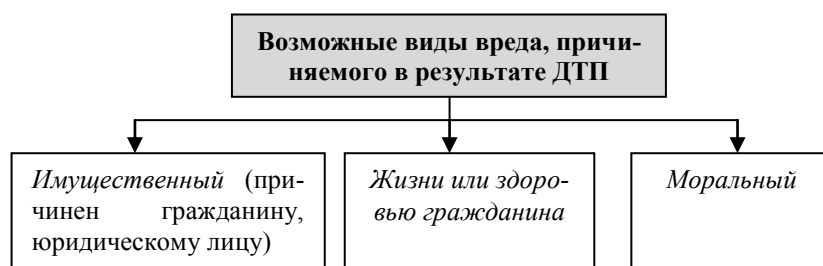 Возможные виды вреда, причи-
няемого в результате ДТП
Имущественный (при-
чинен гражданину,
юридическому лицу)
Жизни или здоро-
вью гражданина
Моральный